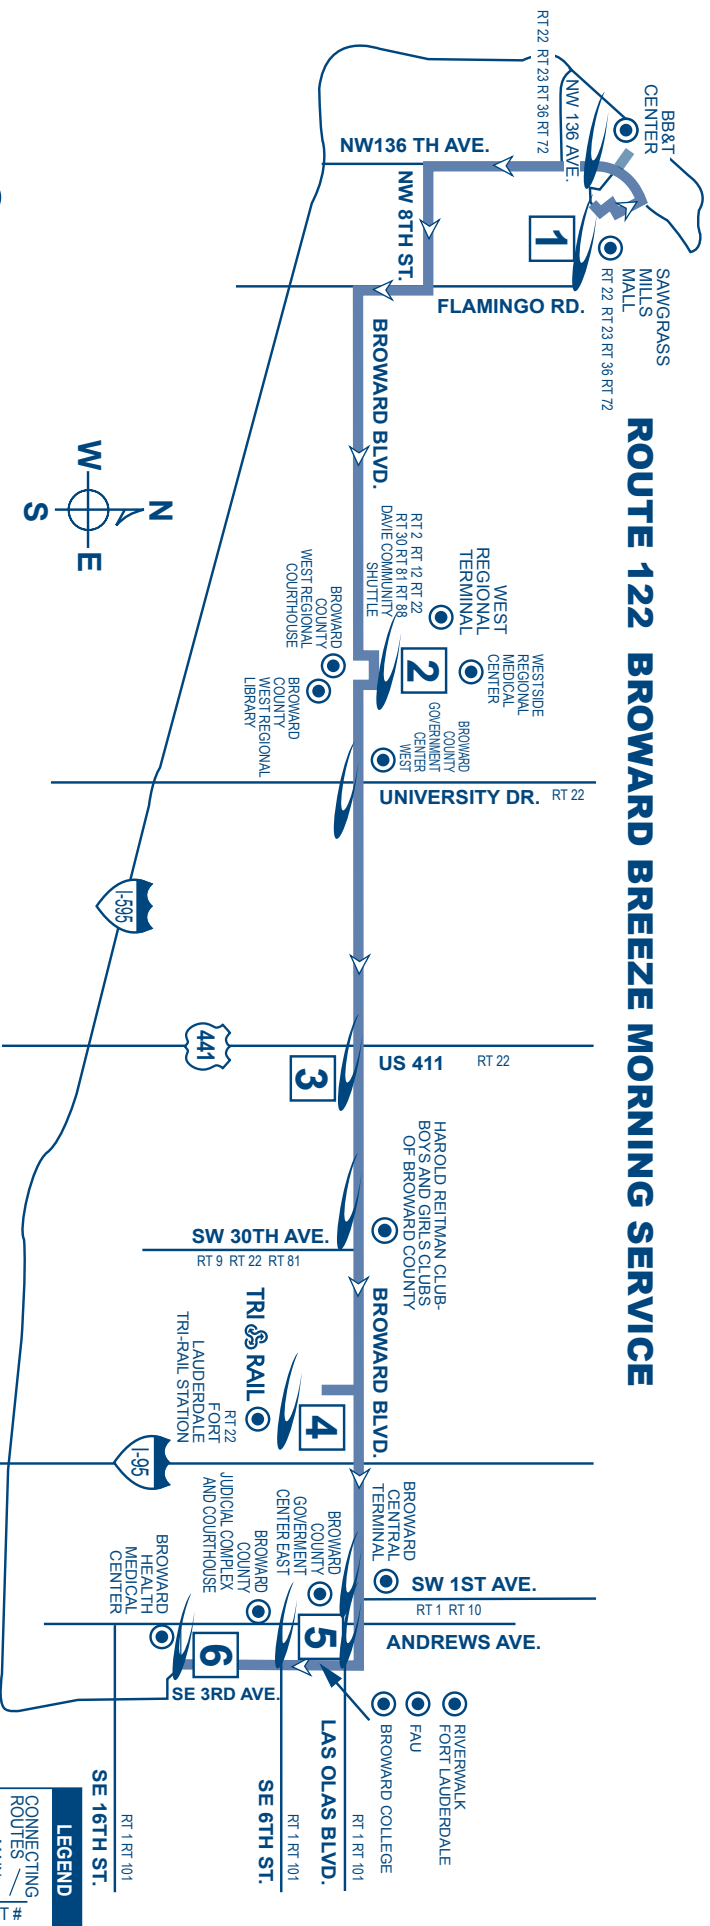 ROUTE 122 BROWARD BREEZE MORNING SERVICE
BB&T
CENTER
RT 22 RT 23 RT 36 RT 72
NW 136 AVE.
NW136 TH AVE.
SAWGRASS
MILLS
MALL
RT 22 RT 23 RT 36 RT 72
1
NW 8TH ST.
FLAMINGO RD.
BROWARD BLVD.
N
W
E
S
WEST
REGIONAL
TERMINAL
RT 2 RT 12 RT 22
RT 30 RT 81 RT 88
DAVIE COMMUNITY
SHUTTLE
2
WESTSIDE
REGIONAL
MEDICAL
CENTER
BROWARD
COUNTY
WEST REGIONAL
COURTHOUSE
BROWARD
COUNTY
WEST REGIONAL
LIBRARY
BROWARD
COUNTY
GOVERNMENT
CENTER
WEST
UNIVERSITY DR.
RT 22
I-595
441
US 411
RT 22
3
HAROLD REITMAN CLUB-
BOYS AND GIRLS CLUBS
OF BROWARD COUNTY
SW 30TH AVE.
RT 9 RT 22 RT 81
BROWARD BLVD.
TRI RAIL
RT 22
FORT
LAUDERDALE
TRI-RAIL STATION
4
I-95
BROWARD
CENTRAL
TERMINAL
SW 1ST AVE.
RT 1 RT 10
ANDREWS AVE.
BROWARD
COUNTY
GOVERMENT
CENTER EAST
BROWARD
COUNTY
JUDICIAL COMPLEX
AND COURTHOUSE
BROWARD
HEALTH
MEDICAL
CENTER
5
6
SE 3RD AVE.
RIVERWALK
FORT LAUDERDALE
FAU
BROWARD COLLEGE
LAS OLAS BLVD.
RT 1 RT 101
SE 6TH ST.
RT 1 RT 101
SE 16TH ST.
RT 1 RT 101
LEGEND
CONNECTING
ROUTES
T #